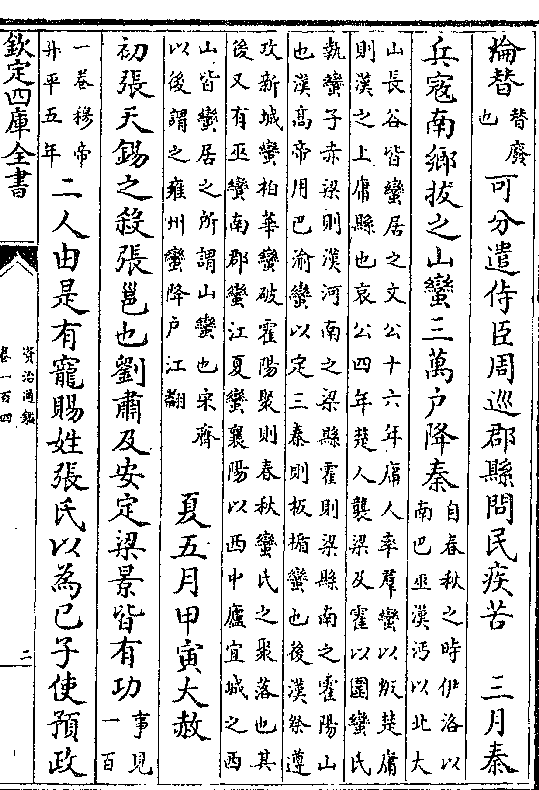 淪替替廢也可分遣侍臣周巡郡縣問民疾苦　三月秦
兵寇南鄉拔之山蠻三萬户降秦自春秋之時伊洛以南巴巫漢沔以北大
山長谷皆蠻居之文公十六年庸人率羣蠻以叛楚庸
則漢之上庸縣也哀公四年楚人襲梁及霍以圍蠻氏
執蠻子赤梁則漢河南之梁縣霍則梁縣南之霍陽山
也漢髙帝用巴渝蠻以定三秦則板楯蠻也後漢祭遵
攻新城蠻柏華蠻破霍陽聚則春秋蠻氏之聚落也其
後又有巫蠻南郡蠻江夏蠻襄陽以西中廬宜城之西
山皆蠻居之所謂山蠻也宋齊以後謂之雍州蠻降户江翻　夏五月甲寅大赦
初張天錫之殺張邕也劉肅及安定梁景皆有功事見一百
一卷穆帝升平五年二人由是有寵賜姓張氏以為己子使預政
欽定四庫全書
資治通鑑
卷一百四
二